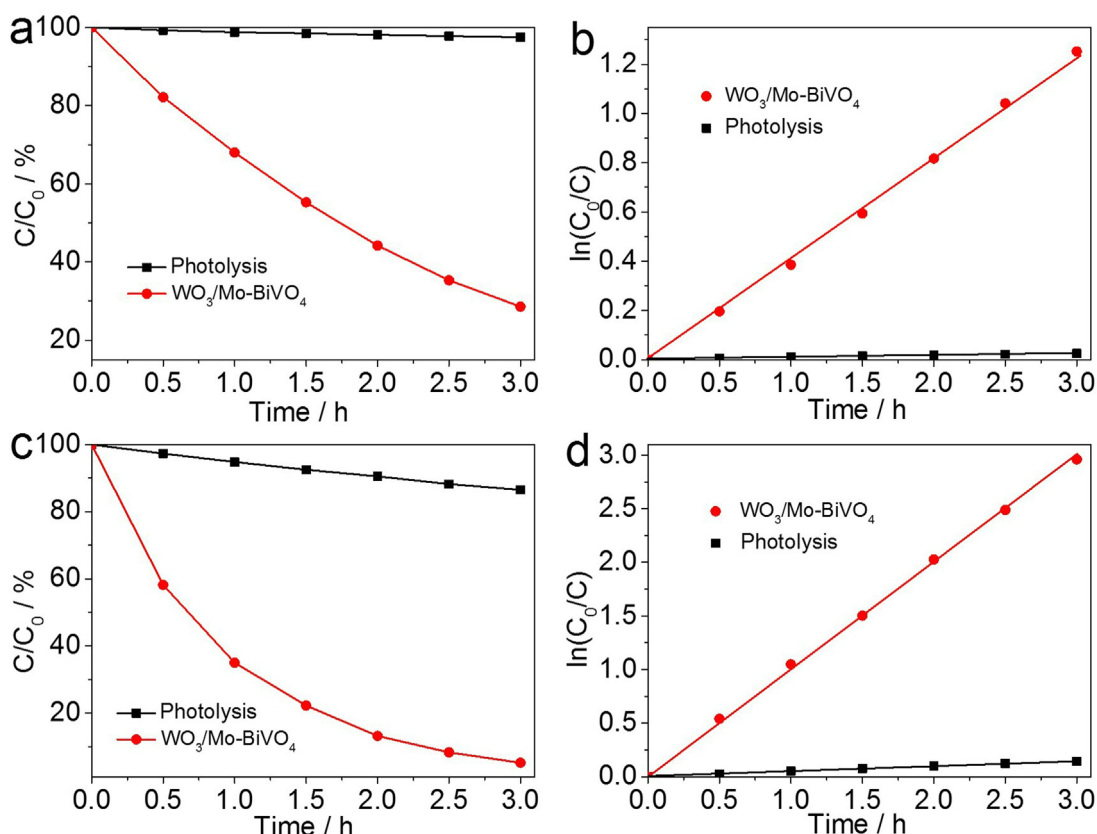 a
100
80
60
40
20
C/C₀ / %
Photolysis
WO₃/Mo-BiVO₄
0.0 0.5 1.0 1.5 2.0 2.5 3.0
Time / h
b
1.2
1.0
0.8
0.6
0.4
0.2
0.0
ln(C₀/C)
WO₃/Mo-BiVO₄
Photolysis
0.0 0.5 1.0 1.5 2.0 2.5 3.0
Time / h
c
100
80
60
40
20
C/C₀ / %
Photolysis
WO₃/Mo-BiVO₄
0.0 0.5 1.0 1.5 2.0 2.5 3.0
Time / h
d
3.0
2.5
2.0
1.5
1.0
0.5
0.0
ln(C₀/C)
WO₃/Mo-BiVO₄
Photolysis
0.0 0.5 1.0 1.5 2.0 2.5 3.0
Time / h